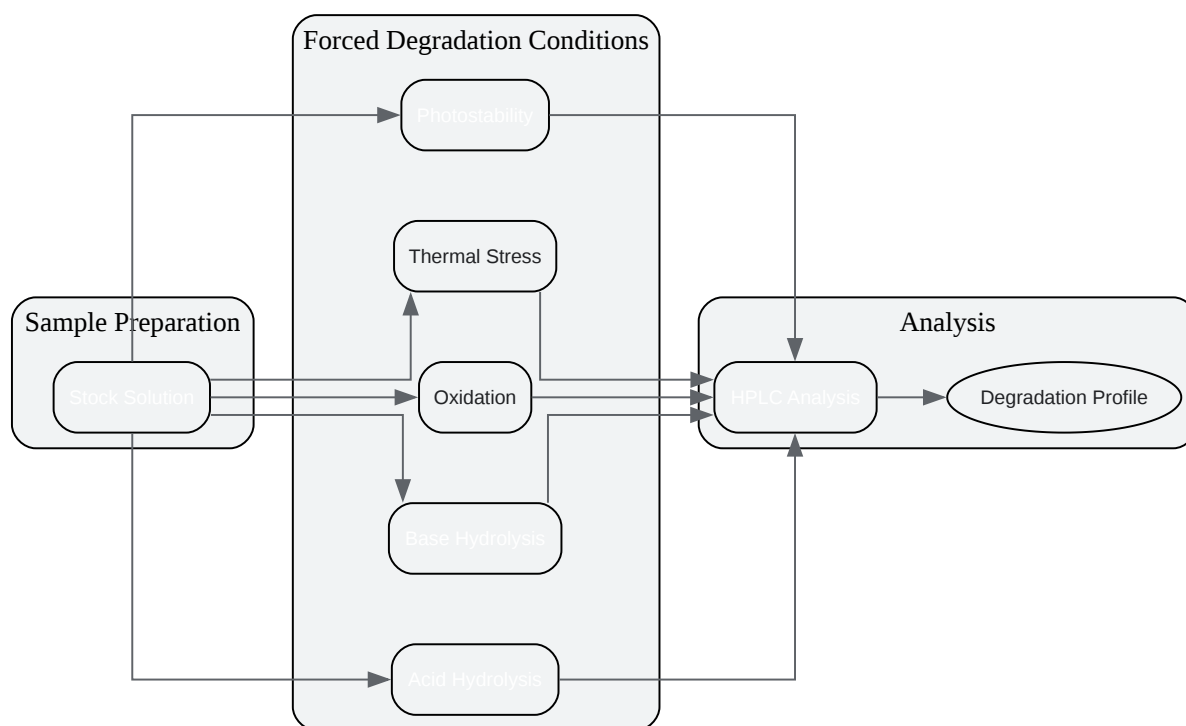 Forced Degradation Conditions
Photostability
Thermal Stress
Sample Preparation
Analysis
Stock Solution
Oxidation
HPLC Analysis
Degradation Profile
Base Hydrolysis
Acid Hydrolysis